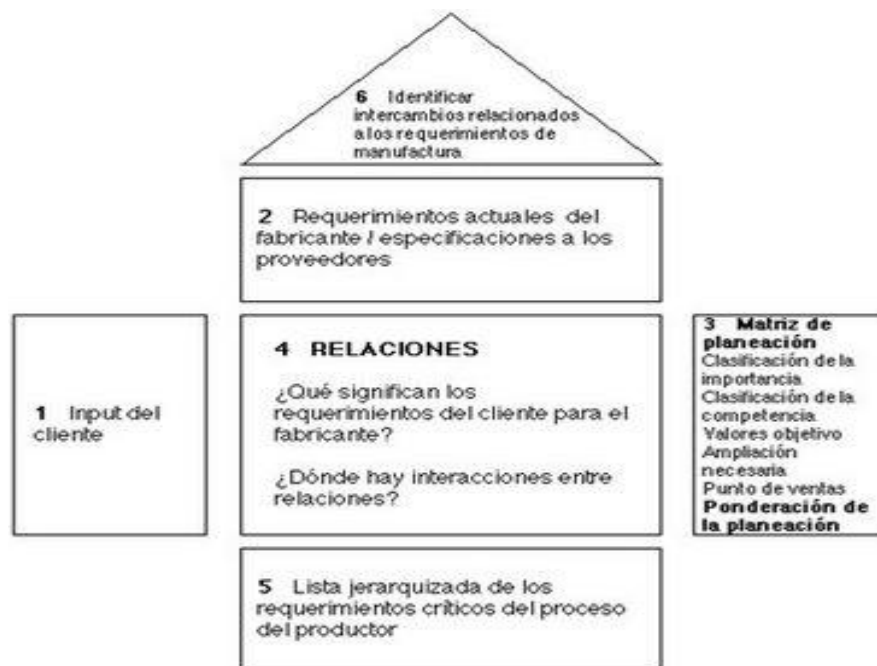 6 Identificar
intercambios relacionados
a los requerimientos de
manufactura
2 Requerimientos actuales del
fabricante / especificaciones a los
proveedores
1 Input del
cliente
4 RELACIONES
¿Qué significan los
requerimientos del cliente para el
fabricante?
¿Dónde hay interacciones entre
relaciones?
3 Matriz de
planeación
Clasificación de la
importancia
Clasificación de la
competencia
Valores objetivo
Ampliación
necesaria
Punto de ventas
Ponderación de
la planeación
5 Lista jerarquizada de los
requerimientos críticos del proceso
del productor